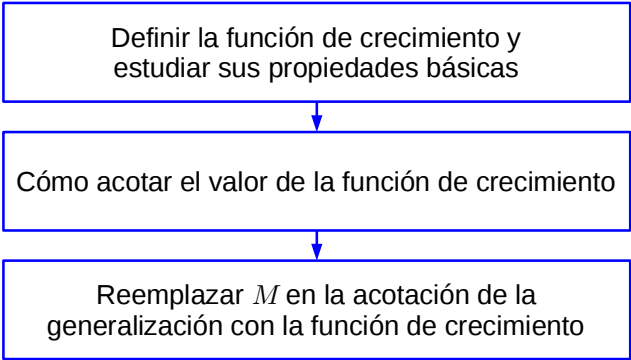 Definir la función de crecimiento y
estudiar sus propiedades básicas
Cómo acotar el valor de la función de crecimiento
Reemplazar M en la acotación de la
generalización con la función de crecimiento